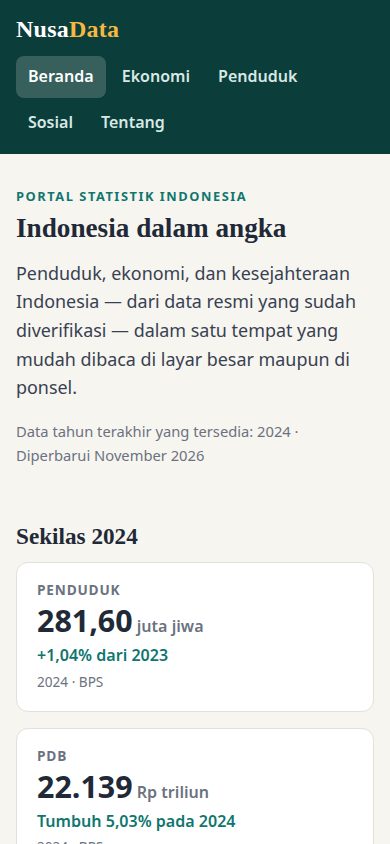 NusaData
Beranda Ekonomi Penduduk
Sosial Tentang
PORTAL STATISTIK INDONESIA
Indonesia dalam angka
Penduduk, ekonomi, dan kesejahteraan
Indonesia — dari data resmi yang sudah
diverifikasi — dalam satu tempat yang
mudah dibaca di layar besar maupun di
ponsel.
Data tahun terakhir yang tersedia: 2024 ·
Diperbarui November 2026
Sekilas 2024
PENDUDUK
281,60 juta jiwa
+1,04% dari 2023
2024 · BPS
PDB
22.139 Rp triliun
Tumbuh 5,03% pada 2024
2024 · BPS